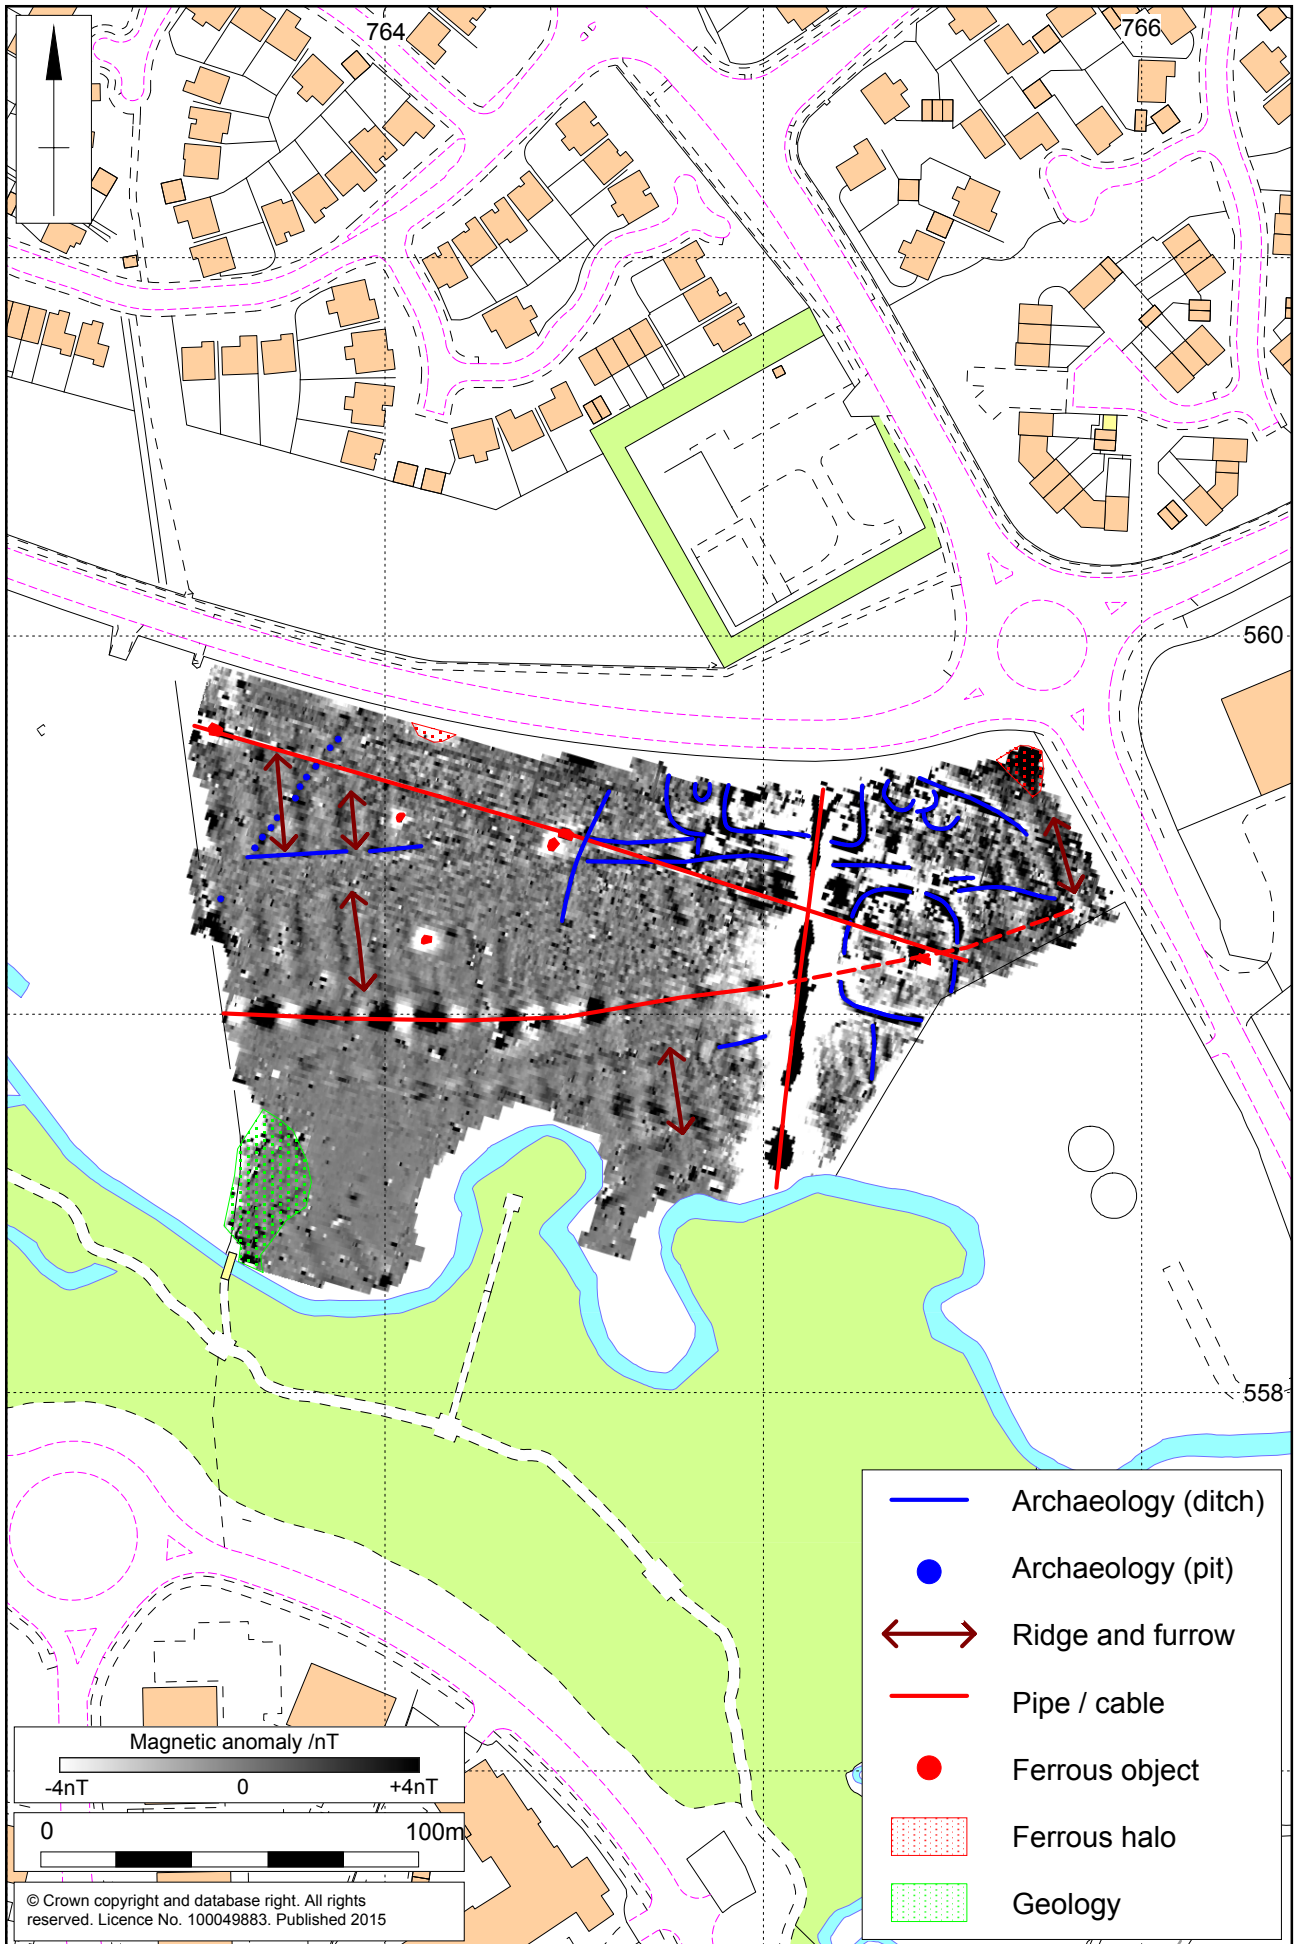 764
766
560
558
Archaeology (ditch)
Archaeology (pit)
Ridge and furrow
Pipe / cable
Ferrous object
Ferrous halo
Geology
Magnetic anomaly /nT
-4nT 0 +4nT
0 100m
© Crown copyright and database right. All rights
reserved. Licence No. 100049883. Published 2015